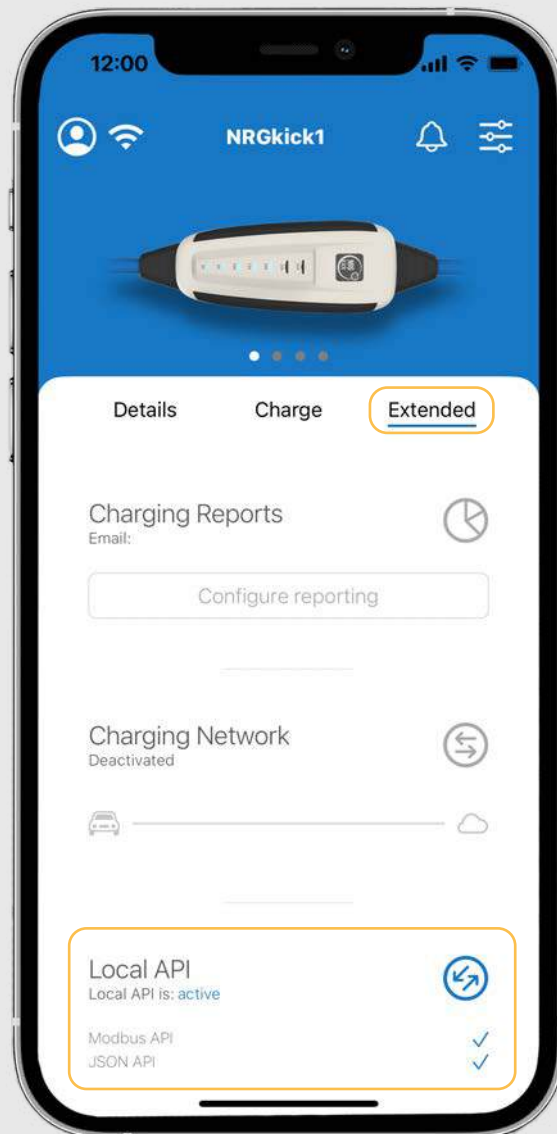 12:00
NRGkick1
Details
Charge
Extended
Charging Reports
Email:
Configure reporting
Charging Network
Deactivated
Local API
Local API is: active
Modbus API
JSON API